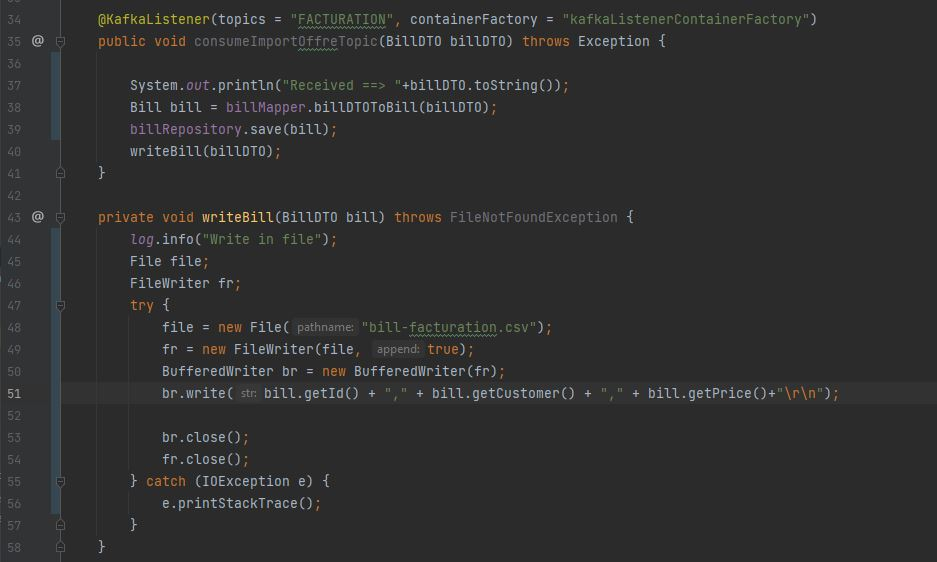 34 @KafkaListener(topics = "FACTURATION", containerFactory = "kafkaListenerContainerFactory")
35 @ public void consumeImportOffreTopic(BillDTO billDTO) throws Exception {
36
37 System.out.println("Received ==> "+billDTO.toString());
38 Bill bill = billMapper.billDTOToBill(billDTO);
39 billRepository.save(bill);
40 writeBill(billDTO);
41 }
42
43 @ private void writeBill(BillDTO bill) throws FileNotFoundException {
44 log.info("Write in file");
45 File file;
46 FileWriter fr;
47 try {
48 file = new File( pathname: "bill-facturation.csv");
49 fr = new FileWriter(file, append: true);
50 BufferedWriter br = new BufferedWriter(fr);
51 br.write( str: bill.getId() + "," + bill.getCustomer() + "," + bill.getPrice()+"\r\n");
52
53 br.close();
54 fr.close();
55 } catch (IOException e) {
56 e.printStackTrace();
57 }
58 }